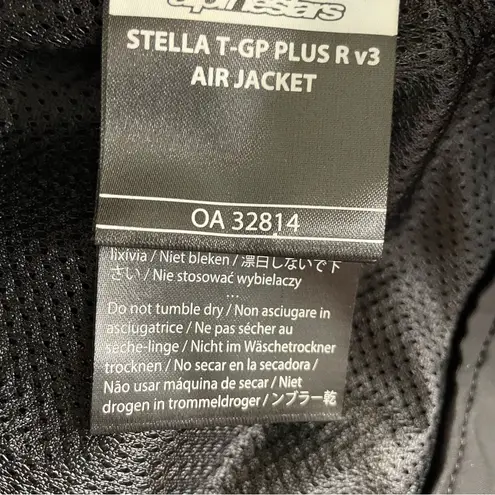 alpinestars
STELLA T-GP PLUS R v3
AIR JACKET
OA 32814
lixivia / Niet bleken / 漂白しないで下
さい / Nie stosować wybielaczy
...
Do not tumble dry / Non asciugare in
asciugatrice / Ne pas sécher au
sèche-linge / Nicht im Wäschetrockner
trocknen / No secar en la secadora /
Não usar máquina de secar / Niet
drogen in trommeldroger / タンブラー乾